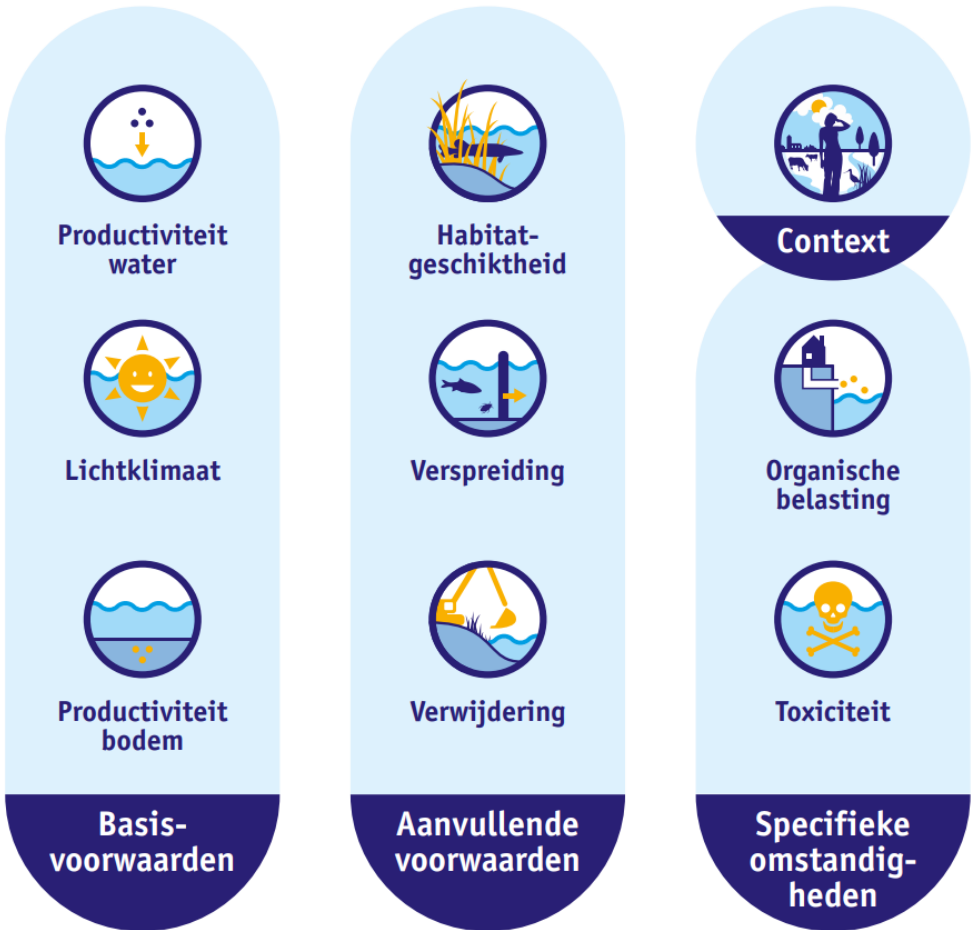 Productiviteit
water
Lichtklimaat
Productiviteit
bodem
Basis-
voorwaarden
Habitat-
geschiktheid
Verspreiding
Verwijdering
Aanvullende
voorwaarden
Context
Organische
belasting
Toxiciteit
Specifieke
omstandig-
heden